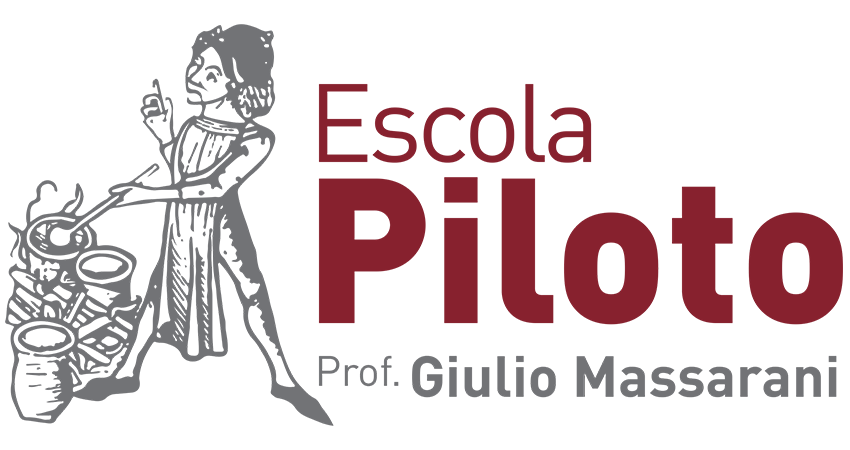 Escola
Piloto
Prof. Giulio Massarani